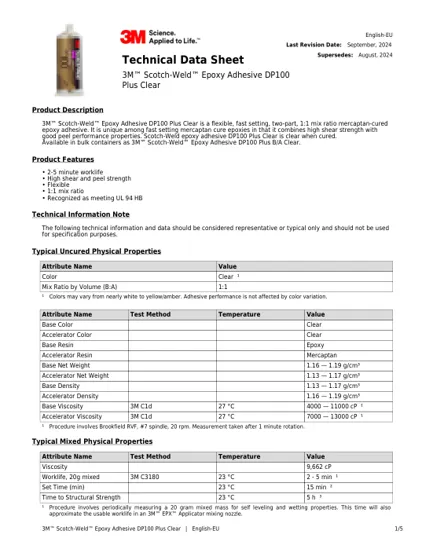 3M Science.
Applied to Life.™
English-EU
Last Revision Date: September, 2024
Supersedes: August, 2024
Technical Data Sheet
3M™ Scotch-Weld™ Epoxy Adhesive DP100
Plus Clear
Product Description
3M™ Scotch-Weld™ Epoxy Adhesive DP100 Plus Clear is a flexible, fast setting, two-part, 1:1 mix ratio mercaptan-cured
epoxy adhesive. It is unique among fast setting mercaptan cure epoxies in that it combines high shear strength with
good peel performance properties. Scotch-Weld epoxy adhesive DP100 Plus Clear is clear when cured.
Available in bulk containers as 3M™ Scotch-Weld™ Epoxy Adhesive DP100 Plus B/A Clear.
Product Features
• 2-5 minute worklife
• High shear and peel strength
• Flexible
• 1:1 mix ratio
• Recognized as meeting UL 94 HB
Technical Information Note
The following technical information and data should be considered representative or typical only and should not be used
for specification purposes.
Typical Uncured Physical Properties
Attribute Name Value
Color Clear ¹
Mix Ratio by Volume (B:A) 1:1
¹ Colors may vary from nearly white to yellow/amber. Adhesive performance is not affected by color variation.
Attribute Name Test Method Temperature Value
Base Color Clear
Accelerator Color Clear
Base Resin Epoxy
Accelerator Resin Mercaptan
Base Net Weight 1.16 — 1.19 g/cm³
Accelerator Net Weight 1.13 — 1.17 g/cm³
Base Density 1.13 — 1.17 g/cm³
Accelerator Density 1.16 — 1.19 g/cm³
Base Viscosity 3M C1d 27 °C 4000 — 11000 cP ¹
Accelerator Viscosity 3M C1d 27 °C 7000 — 13000 cP ¹
¹ Procedure involves Brookfield RVF, #7 spindle, 20 rpm. Measurement taken after 1 minute rotation.
Typical Mixed Physical Properties
Attribute Name Test Method Temperature Value
Viscosity 9,662 cP
Worklife, 20g mixed 3M C3180 23 °C 2 - 5 min ¹
Set Time (min) 23 °C 15 min ²
Time to Structural Strength 23 °C 5 h ³
¹ Procedure involves periodically measuring a 20 gram mixed mass for self leveling and wetting properties. This time will also
approximate the usable worklife in an 3M™ EPX™ Applicator mixing nozzle.
3M™ Scotch-Weld™ Epoxy Adhesive DP100 Plus Clear | English-EU
1/5